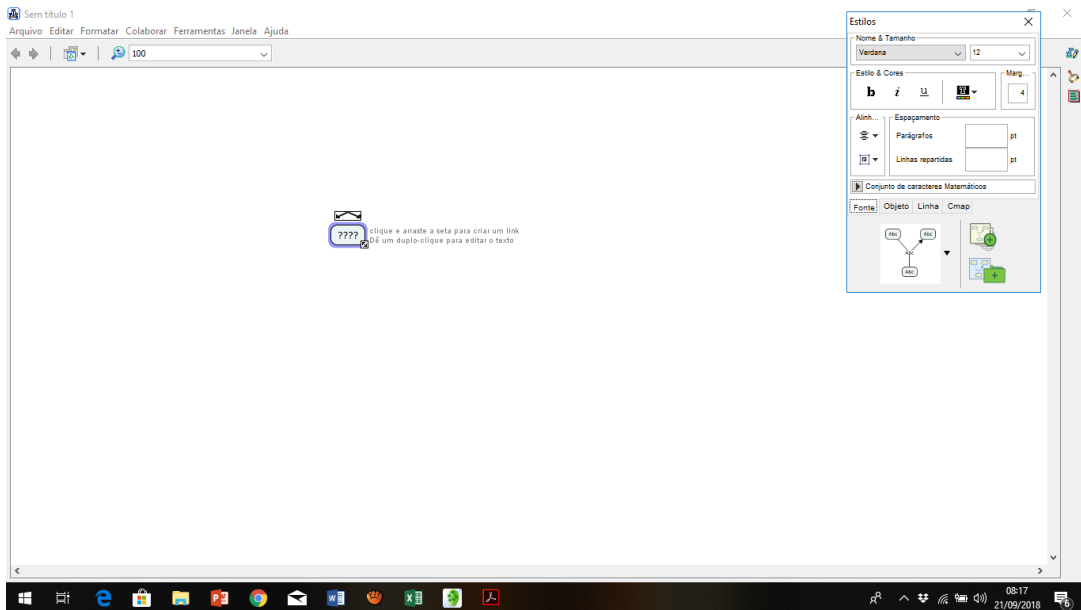 Sem título 1
Arquivo Editar Formatar Colaborar Ferramentas Janela Ajuda
100
????
clique e arraste a seta para criar um link
Dê um duplo-clique para editar o texto
Estilos
Nome & Tamanho
Verdana
12
Estilo & Cores
Marg...
b i u
4
Alinh...
Espaçamento
Parágrafos
pt
Linhas repartidas
pt
Conjunto de caracteres Matemáticos
Fonte Objeto Linha Cmap
Abc
Abc
Abc
Abc
08:17
21/09/2018
6